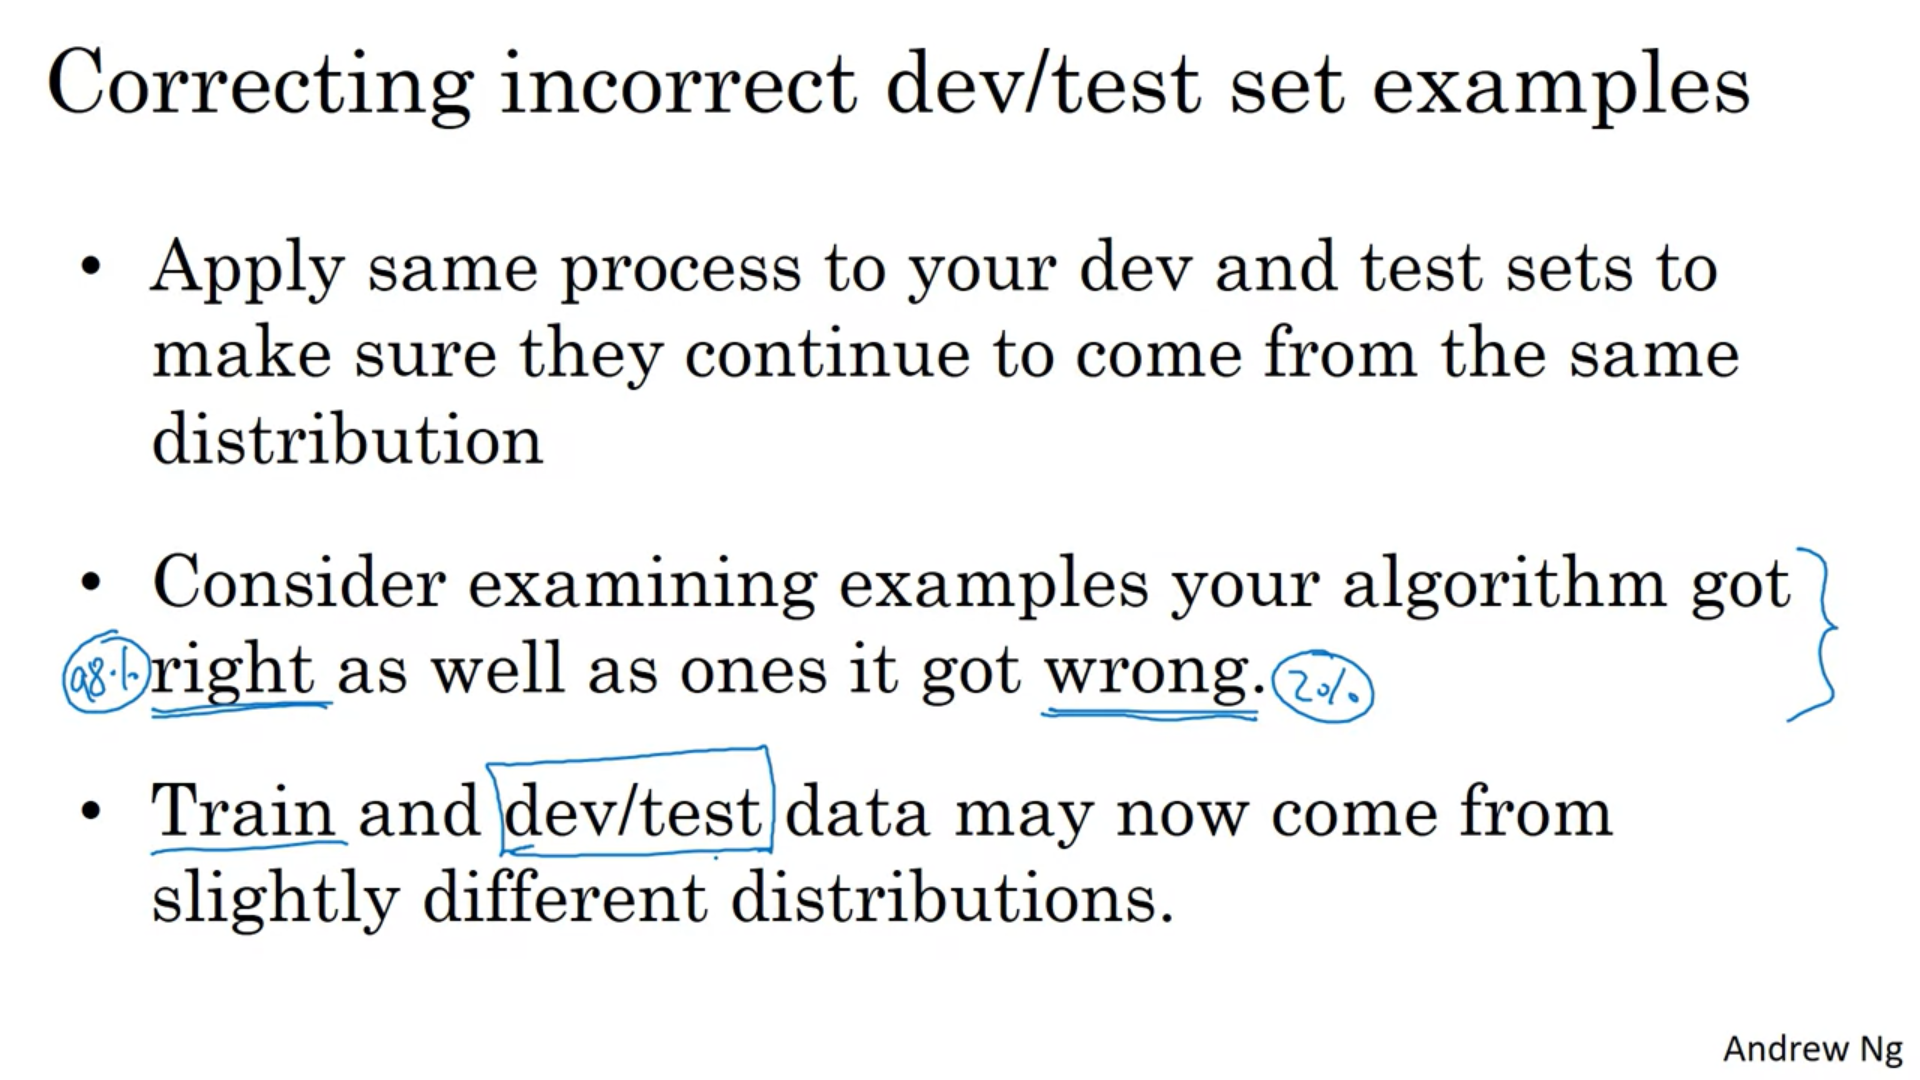 Correcting incorrect dev/test set examples
• Apply same process to your dev and test sets to
make sure they continue to come from the same
distribution
• Consider examining examples your algorithm got
98% right as well as ones it got wrong. 2%
• Train and dev/test data may now come from
slightly different distributions.
Andrew Ng